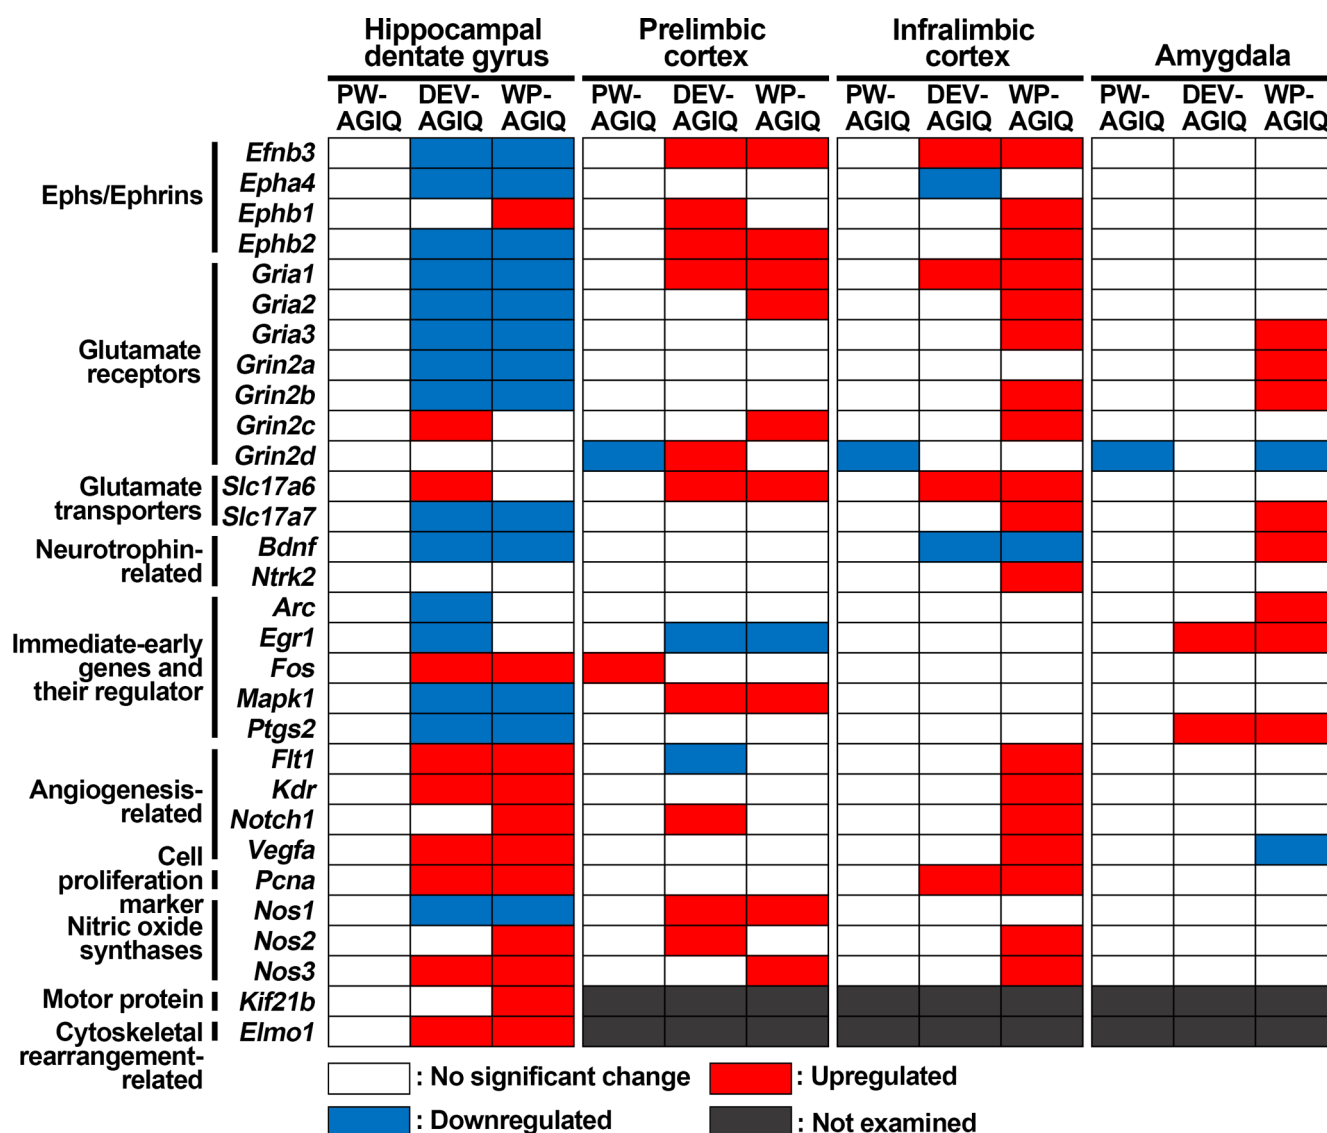 Hippocampal
dentate gyrus
Prelimbic
cortex
Infralimbic
cortex
Amygdala
PW-
AGIQ
DEV-
AGIQ
WP-
AGIQ
PW-
AGIQ
DEV-
AGIQ
WP-
AGIQ
PW-
AGIQ
DEV-
AGIQ
WP-
AGIQ
PW-
AGIQ
DEV-
AGIQ
WP-
AGIQ
Ephs/Ephrins
Efnb3
Epha4
Ephb1
Ephb2
Glutamate
receptors
Gria1
Gria2
Gria3
Grin2a
Grin2b
Grin2c
Grin2d
Glutamate
transporters
Slc17a6
Slc17a7
Neurotrophin-
related
Bdnf
Ntrk2
Immediate-early
genes and
their regulator
Arc
Egr1
Fos
Mapk1
Ptgs2
Angiogenesis-
related
Flt1
Kdr
Notch1
Vegfa
Cell
proliferation
marker
Pcna
Nitric oxide
synthases
Nos1
Nos2
Nos3
Motor protein
Kif21b
Cytoskeletal
rearrangement-
related
Elmo1
: No significant change
: Upregulated
: Downregulated
: Not examined